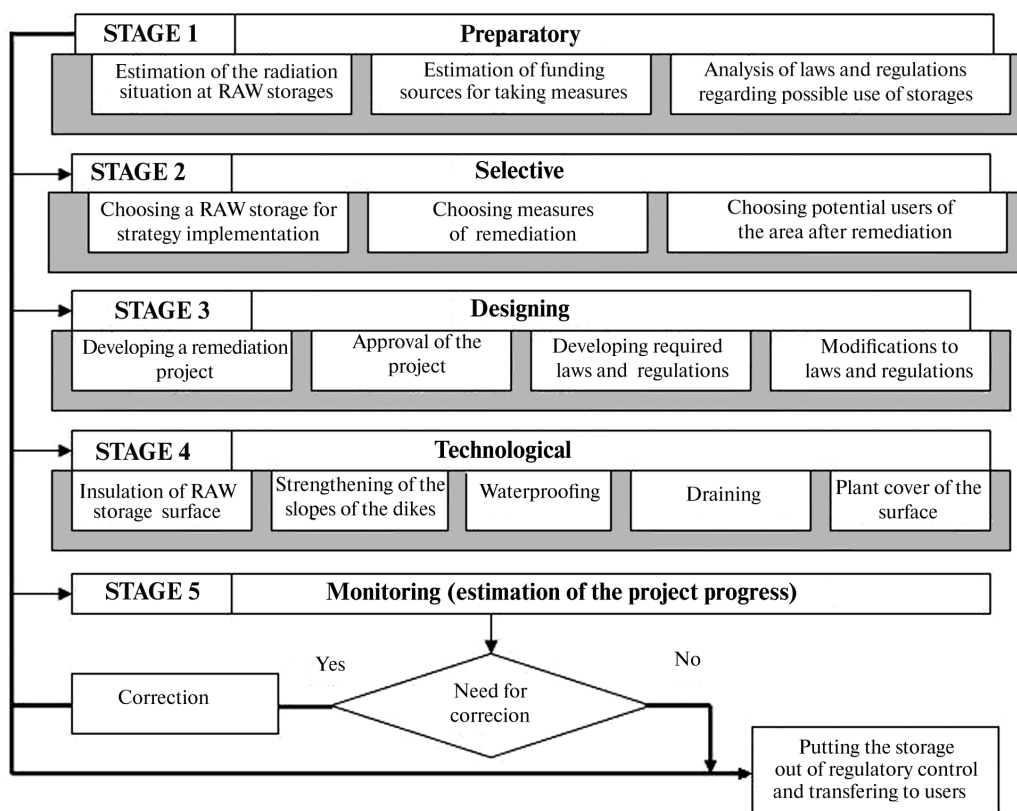 STAGE 1
Preparatory
Estimation of the radiation
situation at RAW storages
Estimation of funding
sources for taking measures
Analysis of laws and regulations
regarding possible use of storages
STAGE 2
Selective
Choosing a RAW storage for
strategy implementation
Choosing measures
of remediation
Choosing potential users of
the area after remediation
STAGE 3
Designing
Developing a remediation
project
Approval of the
project
Developing required
laws and regulations
Modifications to
laws and regulations
STAGE 4
Technological
Insulation of RAW
storage surface
Strengthening of the
slopes of the dikes
Waterproofing
Draining
Plant cover of the
surface
STAGE 5
Monitoring (estimation of the project progress)
Yes
No
Correction
Need for
correcion
Putting the storage
out of regulatory control
and transfering to users